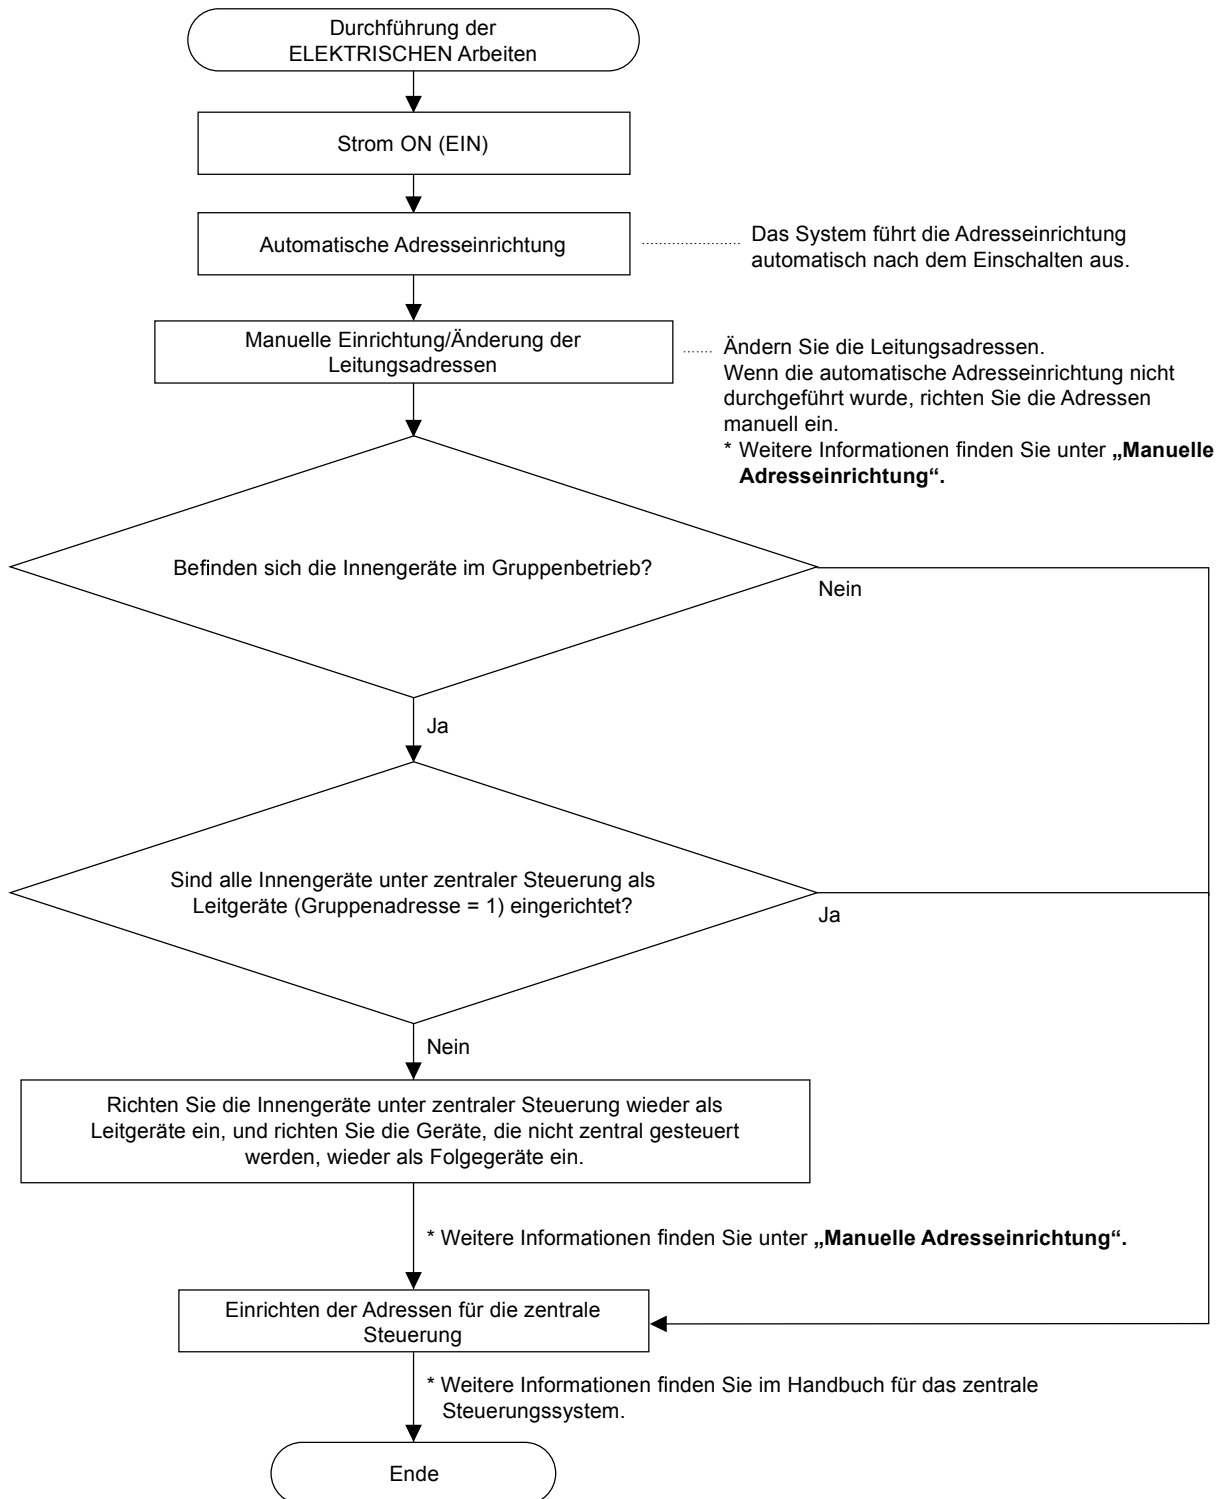 Durchführung der
ELEKTRISCHEN Arbeiten
Strom ON (EIN)
Automatische Adresseinrichtung
Das System führt die Adresseinrichtung
automatisch nach dem Einschalten aus.
Manuelle Einrichtung/Änderung der
Leitungsadressen
Ändern Sie die Leitungsadressen.
Wenn die automatische Adresseinrichtung nicht
durchgeführt wurde, richten Sie die Adressen
manuell ein.
* Weitere Informationen finden Sie unter „Manuelle
Adresseinrichtung“.
Befinden sich die Innengeräte im Gruppenbetrieb?
Nein
Ja
Sind alle Innengeräte unter zentraler Steuerung als
Leitgeräte (Gruppenadresse = 1) eingerichtet?
Ja
Nein
Richten Sie die Innengeräte unter zentraler Steuerung wieder als
Leitgeräte ein, und richten Sie die Geräte, die nicht zentral gesteuert
werden, wieder als Folgegeräte ein.
* Weitere Informationen finden Sie unter „Manuelle Adresseinrichtung“.
Einrichten der Adressen für die zentrale
Steuerung
* Weitere Informationen finden Sie im Handbuch für das zentrale
Steuerungssystem.
Ende